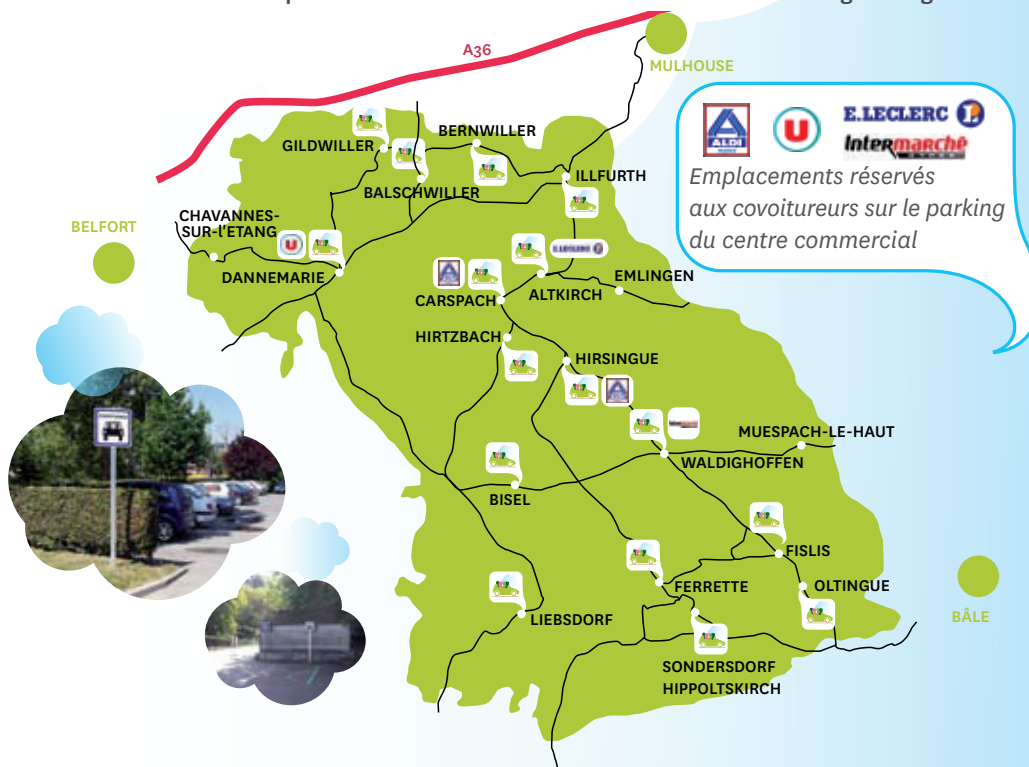 A36
MULHOUSE
ALDI
U
E.LECLERC L
Intermarché
Emplacements réservés
aux covoitureurs sur le parking
du centre commercial
BERNWILLER
GILDWILLER
ILLFURTH
BALSCHWILLER
CHAVANNES-
SUR-l'ETANG
BELFORT
U
E.LECLERC L
DANNEMARIE
EMLINGEN
ALTKIRCH
CARSPACH
HIRTZBACH
HIRSINGUE
MUESPACH-LE-HAUT
WALDIGHOFFEN
BISEL
FISLIS
FERRETTE
OLTINGUE
LIEBSDORF
BÂLE
SONDERSDORF
HIPPOLTSKIRCH